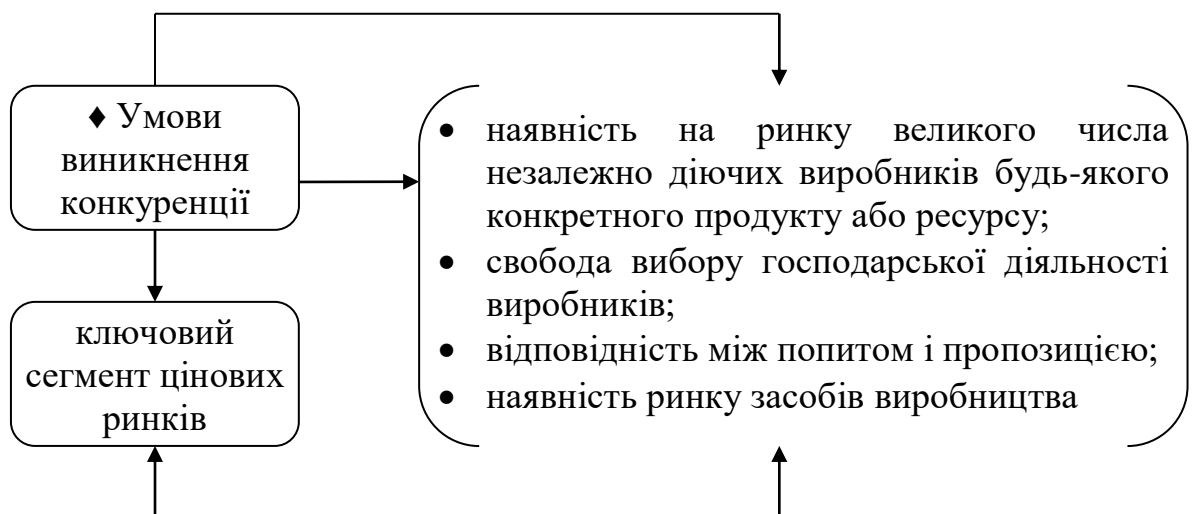 ♦ Умови
виникнення
конкуренції
ключовий
сегмент цінових
ринків
• наявність на ринку великого числа
незалежно діючих виробників будь-якого
конкретного продукту або ресурсу;
• свобода вибору господарської діяльності
виробників;
• відповідність між попитом і пропозицією;
• наявність ринку засобів виробництва